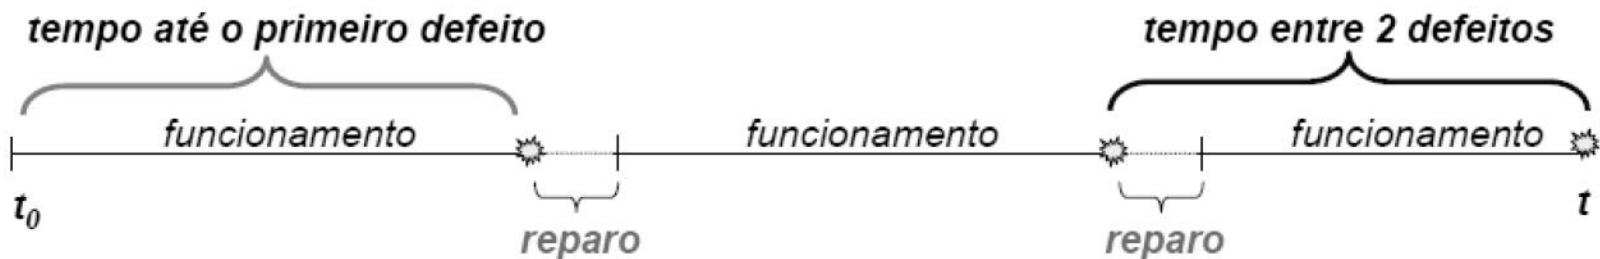 tempo até o primeiro defeito
tempo entre 2 defeitos
funcionamento
funcionamento
funcionamento
t0
t
reparo
reparo